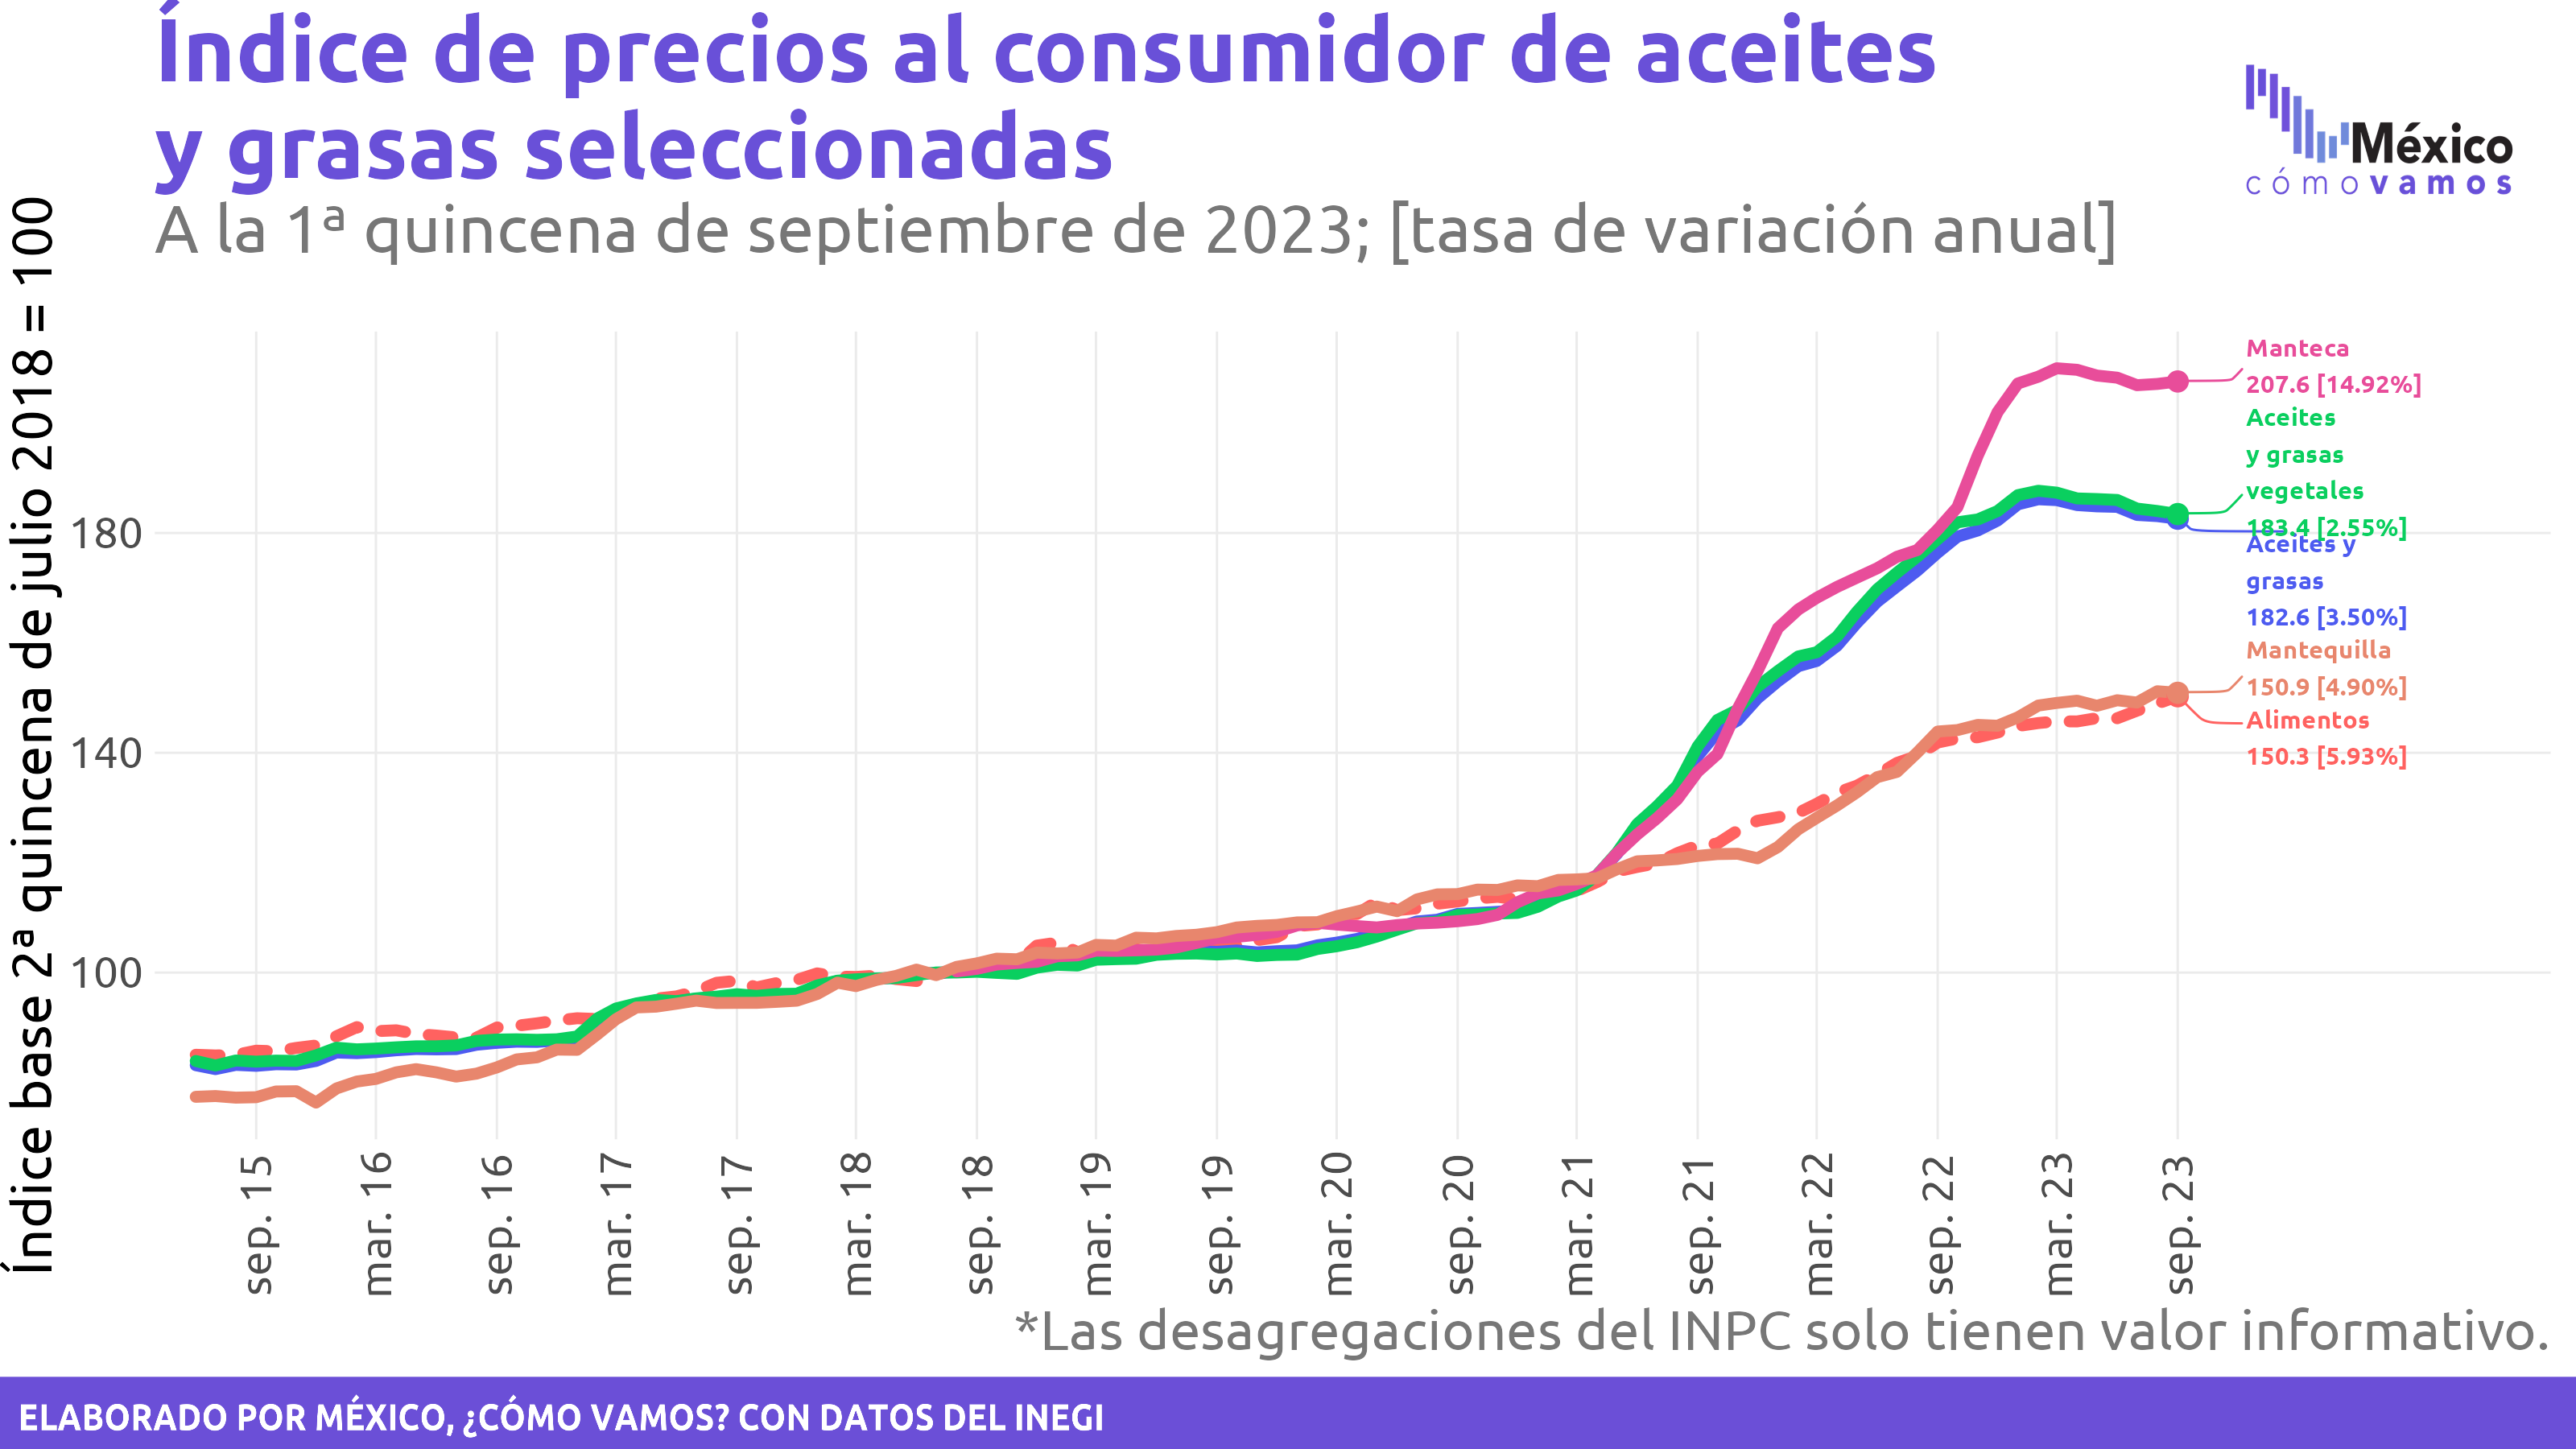 Índice de precios al consumidor de aceites
y grasas seleccionadas
A la 1ª quincena de septiembre de 2023; [tasa de variación anual]
México
cómo vamos
Índice base 2ª quincena de julio 2018 = 100
180
140
100
Manteca
207.6 [14.92%]
Aceites
y grasas
vegetales
183.4 [2.55%]
Aceites y
grasas
182.6 [3.50%]
Mantequilla
150.9 [4.90%]
Alimentos
150.3 [5.93%]
sep. 15
mar. 16
sep. 16
mar. 17
sep. 17
mar. 18
sep. 18
mar. 19
sep. 19
mar. 20
sep. 20
mar. 21
sep. 21
mar. 22
sep. 22
mar. 23
sep. 23
*Las desagregaciones del INPC solo tienen valor informativo.
ELABORADO POR MÉXICO, ¿CÓMO VAMOS? CON DATOS DEL INEGI